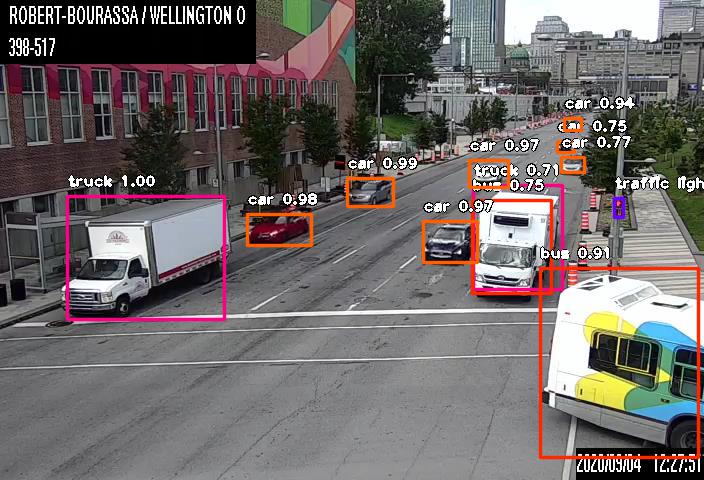 ROBERT-BOURASSA / WELLINGTON O
398-517
car 0.94
car 0.75
car 0.77
car 0.97
car 0.99
truck 0.71
bus 0.75
truck 1.00
car 0.98
car 0.97
traffic ligh
bus 0.91
2020/09/04 12:27:51